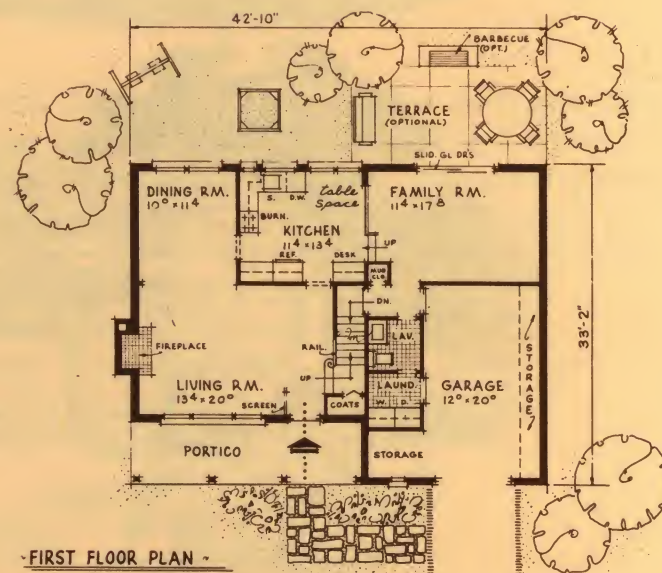 42'-10"
BARBECUE
(OPT.)
TERRACE
(OPTIONAL)
SLID. GL. DRS
DINING RM.
10⁰ × 11⁴
S. D.W.
table
Space
FAMILY RM.
11⁴ × 17⁸
BURN.
KITCHEN
11⁴ × 13⁴
UP
REF.
DESK
MUD
CLO.
DN.
33'-2"
FIREPLACE
RAIL.
LAV.
STORAGE
LIVING RM.
13⁴ × 20⁰
UP
LAUND.
GARAGE
12⁰ × 20⁰
SCREEN
COATS
W. D.
PORTICO
STORAGE
- FIRST FLOOR PLAN -